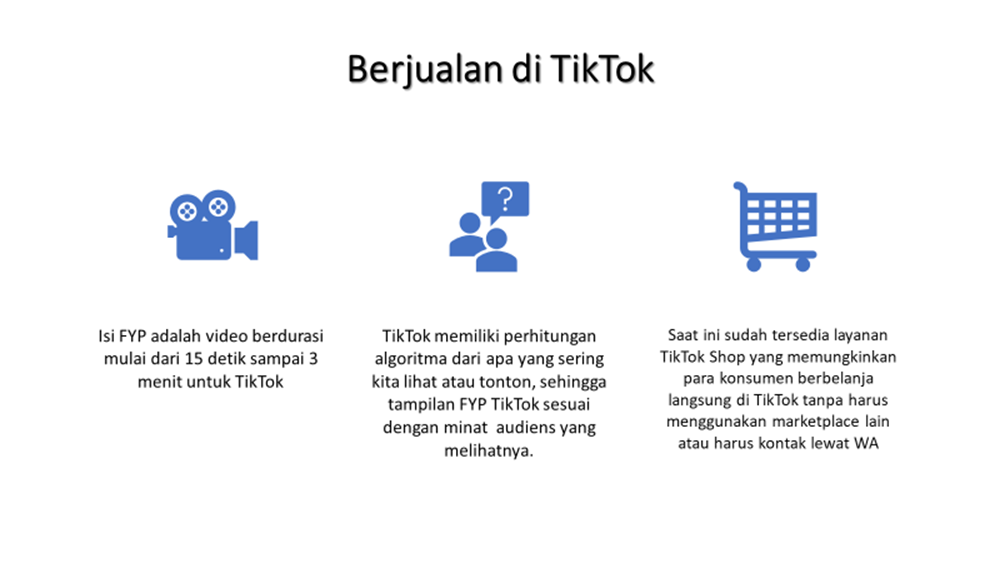 Berjualan di TikTok
?
Isi FYP adalah video berdurasi
mulai dari 15 detik sampai 3
menit untuk TikTok
TikTok memiliki perhitungan
algoritma dari apa yang sering
kita lihat atau tonton, sehingga
tampilan FYP TikTok sesuai
dengan minat  audiens yang
melihatnya.
Saat ini sudah tersedia layanan
TikTok Shop yang memungkinkan
para konsumen berbelanja
langsung di TikTok tanpa harus
menggunakan marketplace lain
atau harus kontak lewat WA